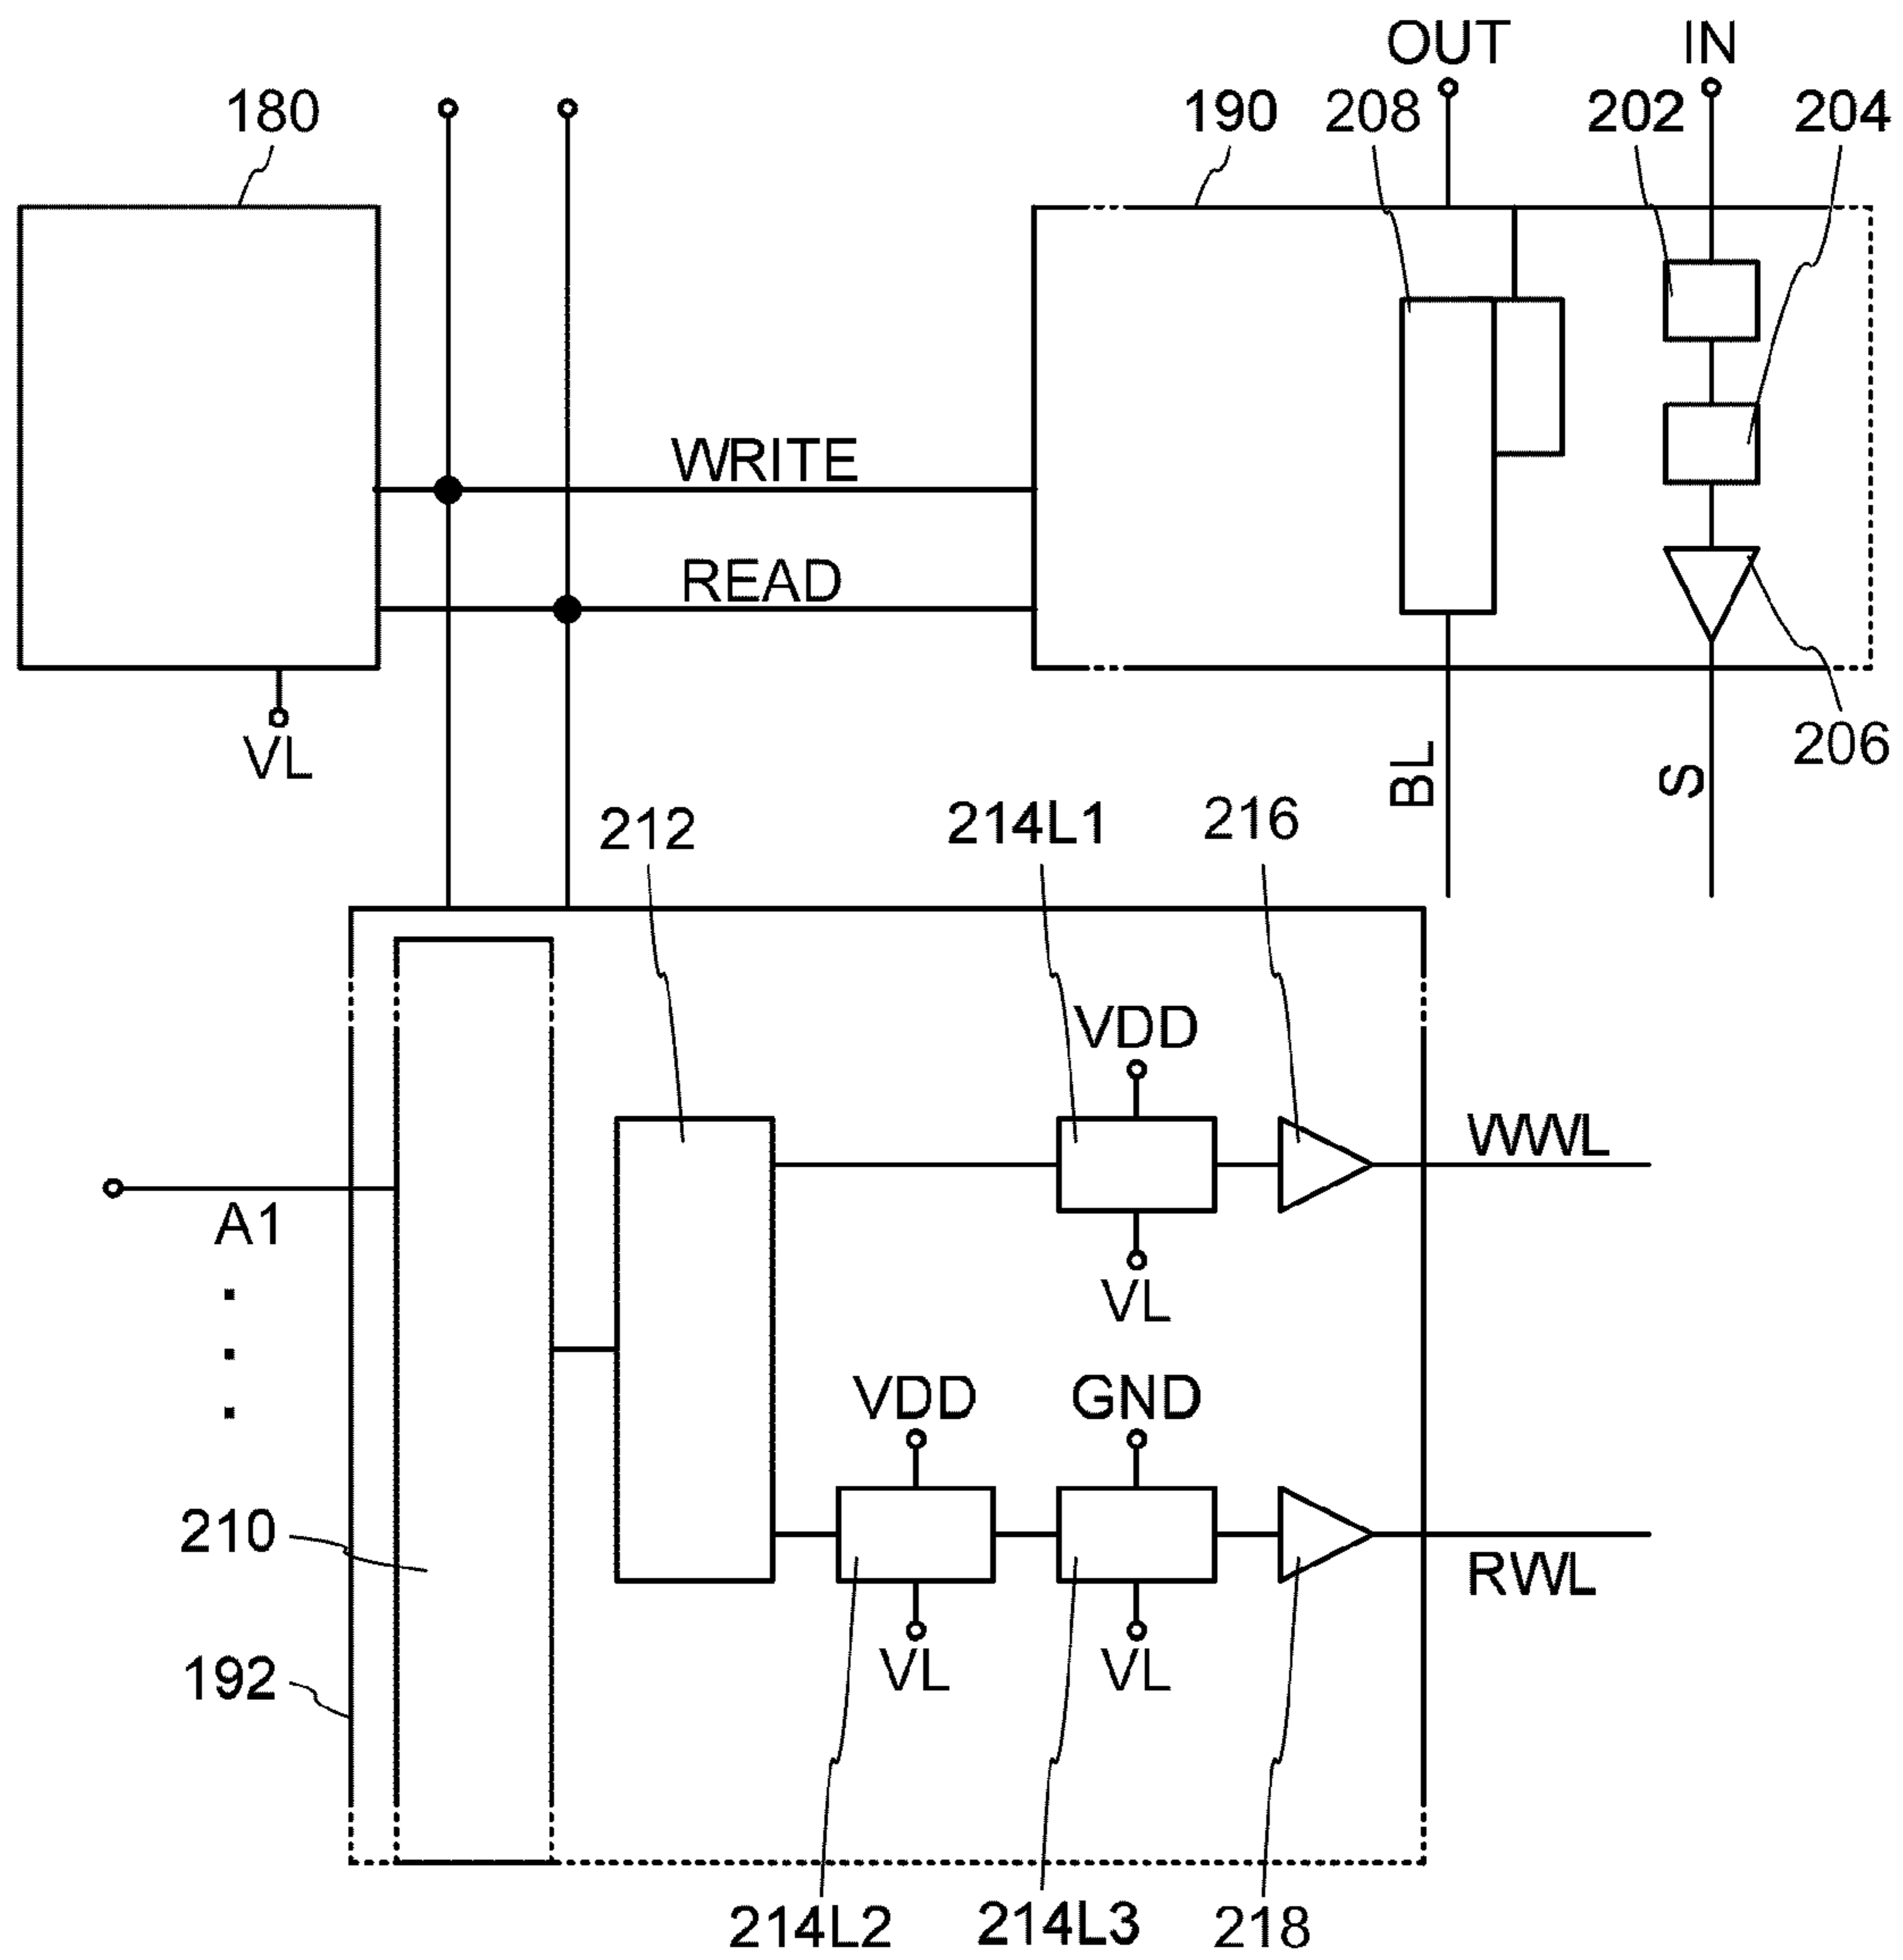 OUT IN
180 190 208 202 204
WRITE
READ
VL BL S 206
212 214L1 216
VDD
WWL
A1
VL
VDD GND
210
RWL
192 VL VL
214L2 214L3 218